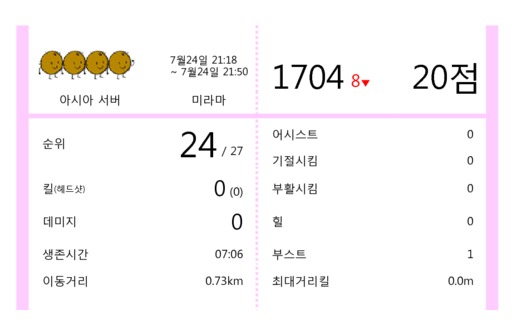 7월24일 21:18
~ 7월24일 21:50
아시아 서버
미라마
1704 8▼
20점
순위 24 / 27
킬(헤드샷) 0 (0)
데미지 0
생존시간 07:06
이동거리 0.73km
어시스트 0
기절시킴 0
부활시킴 0
힐 0
부스트 1
최대거리킬 0.0m